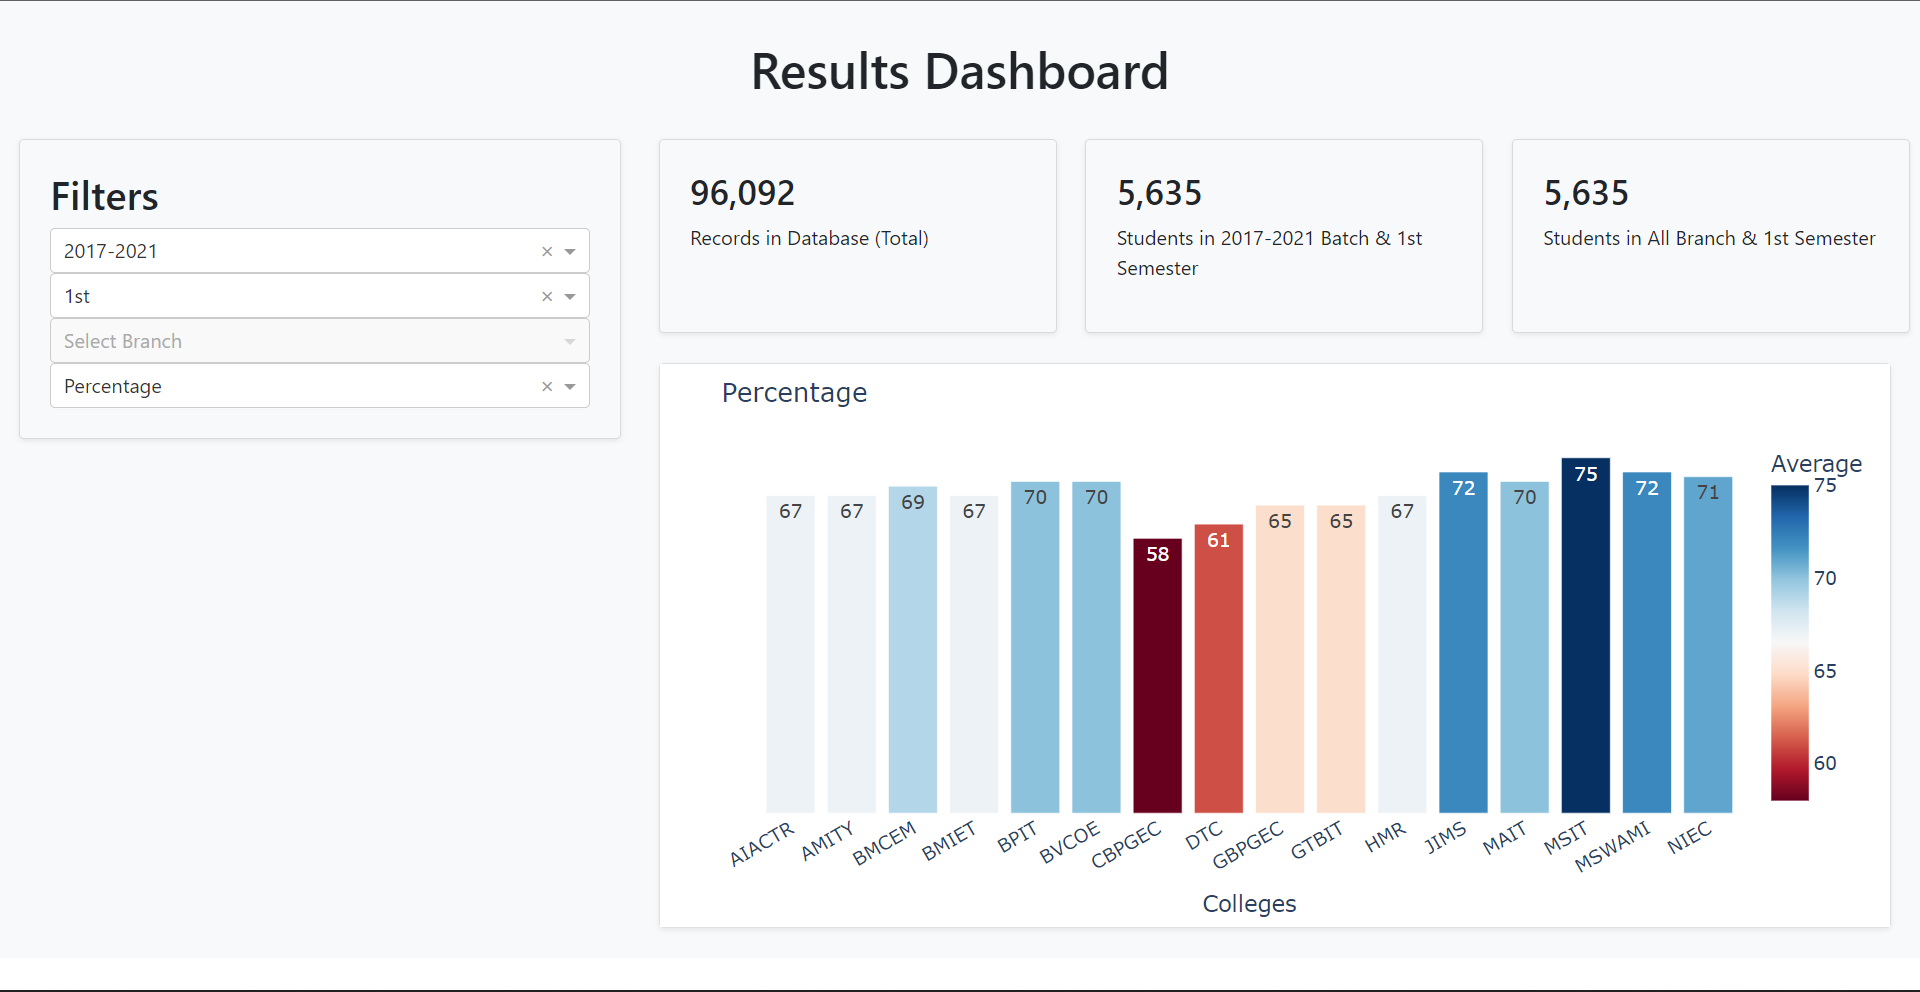 Results Dashboard
Filters
2017-2021
1st
Select Branch
Percentage
96,092
Records in Database (Total)
5,635
Students in 2017-2021 Batch & 1st
Semester
5,635
Students in All Branch & 1st Semester
Percentage
67
67
69
67
70
70
58
61
65
65
67
72
70
75
72
71
AIACTR
AMITY
BMCEM
BMIET
BPIT
BVCOE
CBPGEC
DTC
GBPGEC
GTBIT
HMR
JIMS
MAIT
MSIT
MSWAMI
NIEC
Colleges
Average
75
70
65
60